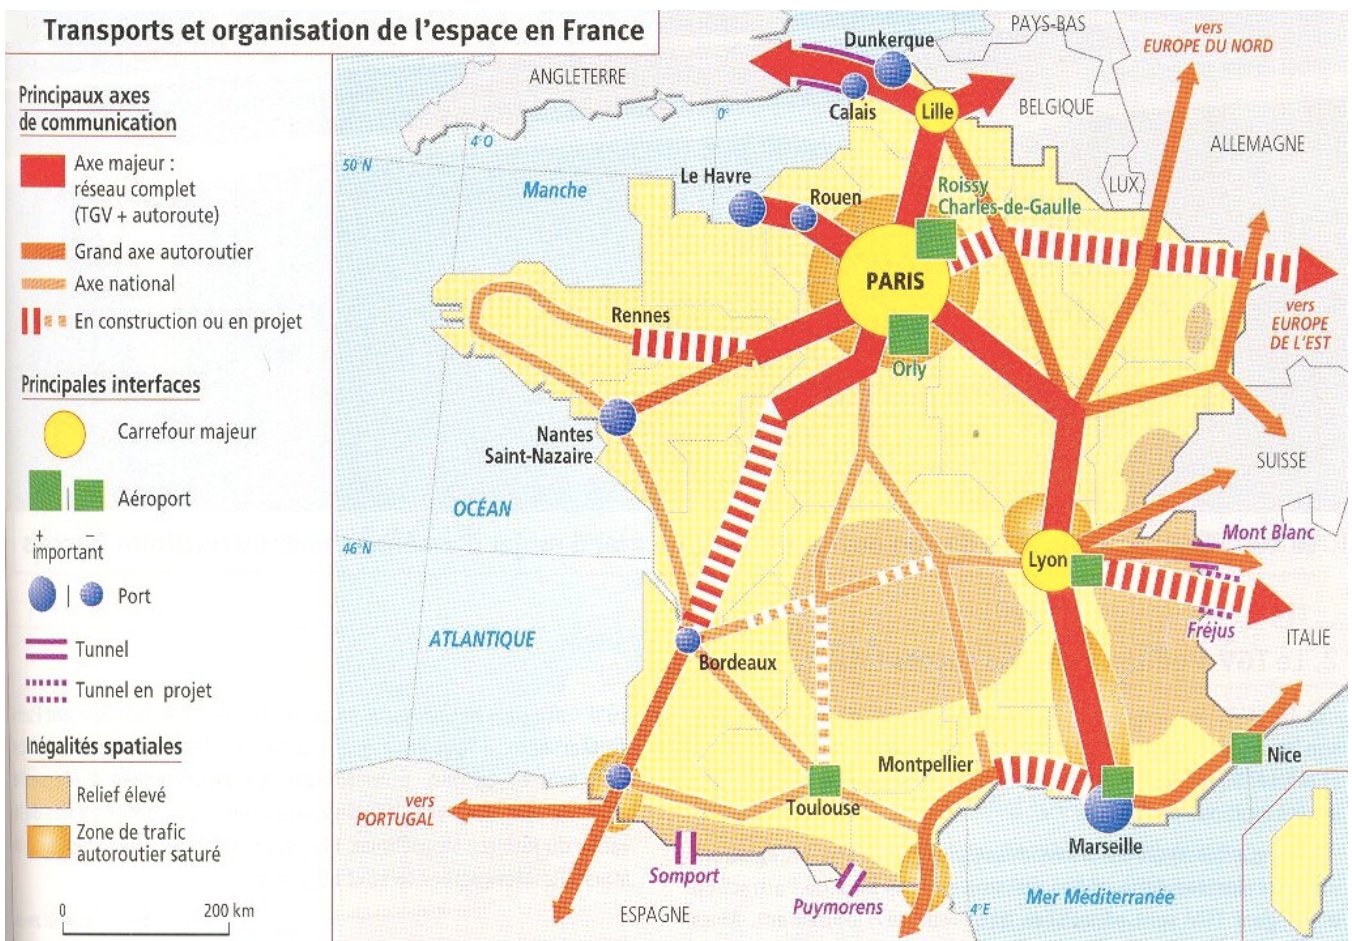 Transports et organisation de l'espace en France
Principaux axes
de communication
Axe majeur :
réseau complet
(TGV + autoroute)
Grand axe autoroutier
Axe national
En construction ou en projet
Principales interfaces
Carrefour majeur
Aéroport
+ −
important
Port
Tunnel
Tunnel en projet
Inégalités spatiales
Relief élevé
Zone de trafic
autoroutier saturé
0 200 km
PAYS-BAS
vers
EUROPE DU NORD
Dunkerque
ANGLETERRE
Calais
Lille
BELGIQUE
0°
4°O
50°N
ALLEMAGNE
LUX.
Manche
Le Havre
Rouen
Roissy
Charles-de-Gaulle
PARIS
vers
EUROPE
DE L'EST
Rennes
Orly
Nantes
Saint-Nazaire
SUISSE
OCÉAN
46°N
Mont Blanc
Lyon
Fréjus
ITALIE
ATLANTIQUE
Bordeaux
Montpellier
Nice
vers
PORTUGAL
Toulouse
Marseille
Somport
Puymorens
ESPAGNE
4°E
Mer Méditerranée